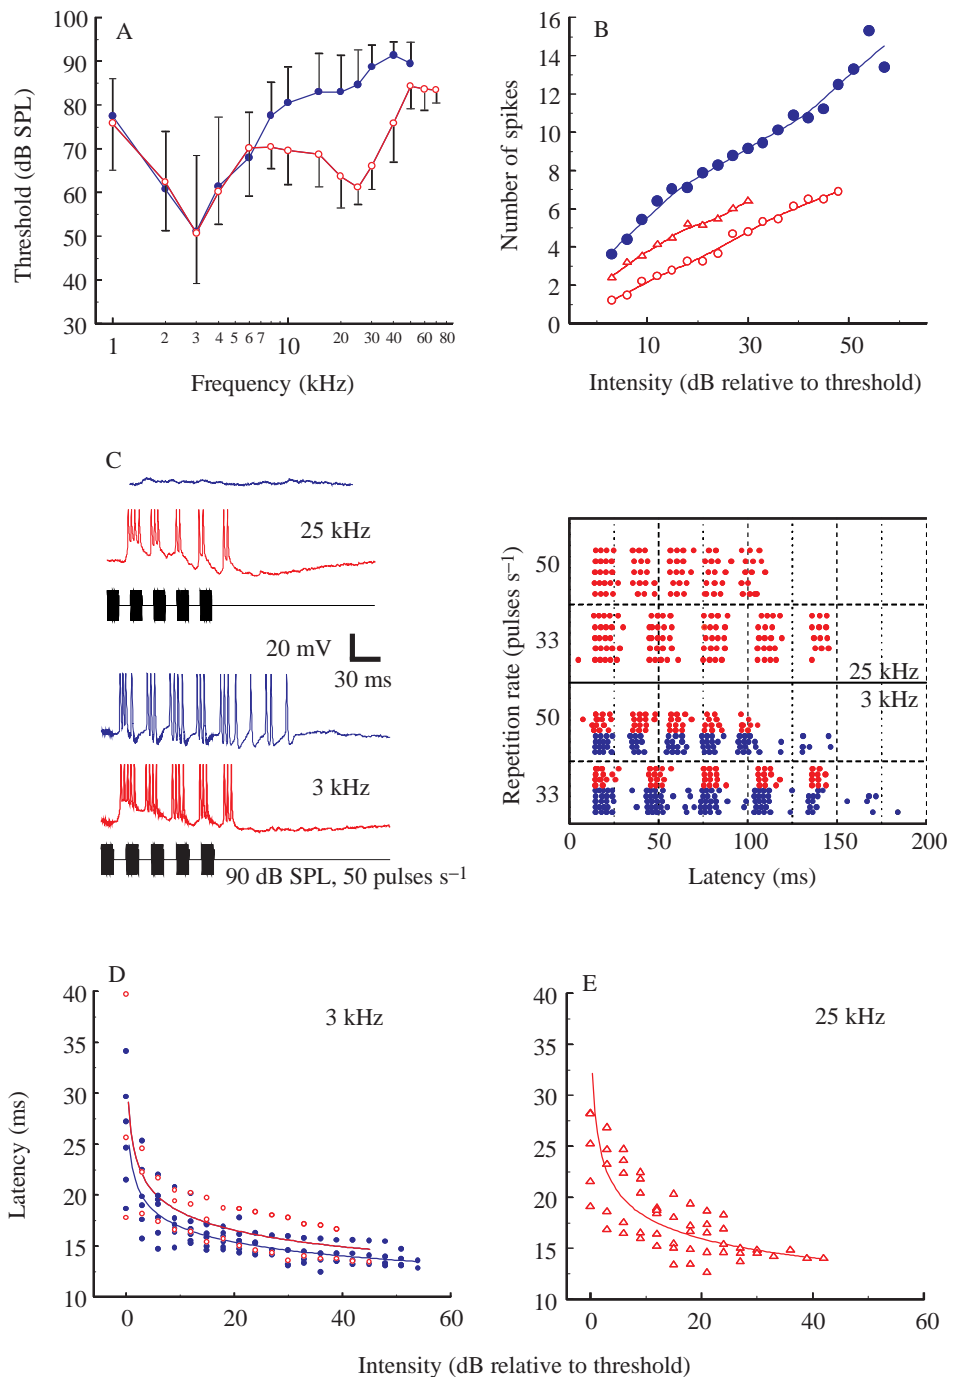 A
Threshold (dB SPL)
100
90
80
70
60
50
40
30
1 2 3 4 5 6 7 10 20 30 40 60 80
Frequency (kHz)
B
Number of spikes
16
14
12
10
8
6
4
2
0
10 30 50
Intensity (dB relative to threshold)
C
25 kHz
20 mV
30 ms
3 kHz
90 dB SPL, 50 pulses s⁻¹
Repetition rate (pulses s⁻¹)
50
33
25 kHz
3 kHz
50
33
0 50 100 150 200
Latency (ms)
D
3 kHz
Latency (ms)
40
35
30
25
20
15
10
0 20 40 60
E
25 kHz
40
35
30
25
20
15
10
0 20 40 60
Intensity (dB relative to threshold)